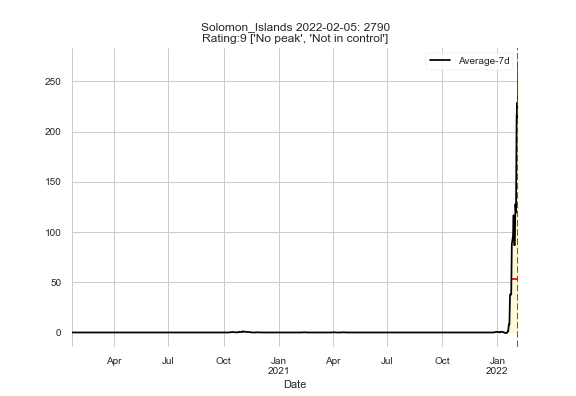 Solomon_Islands 2022-02-05: 2790
Rating:9 ['No peak', 'Not in control']
Average-7d
250
200
150
100
50
0
Apr Jul Oct Jan Apr Jul Oct Jan
2021 2022
Date